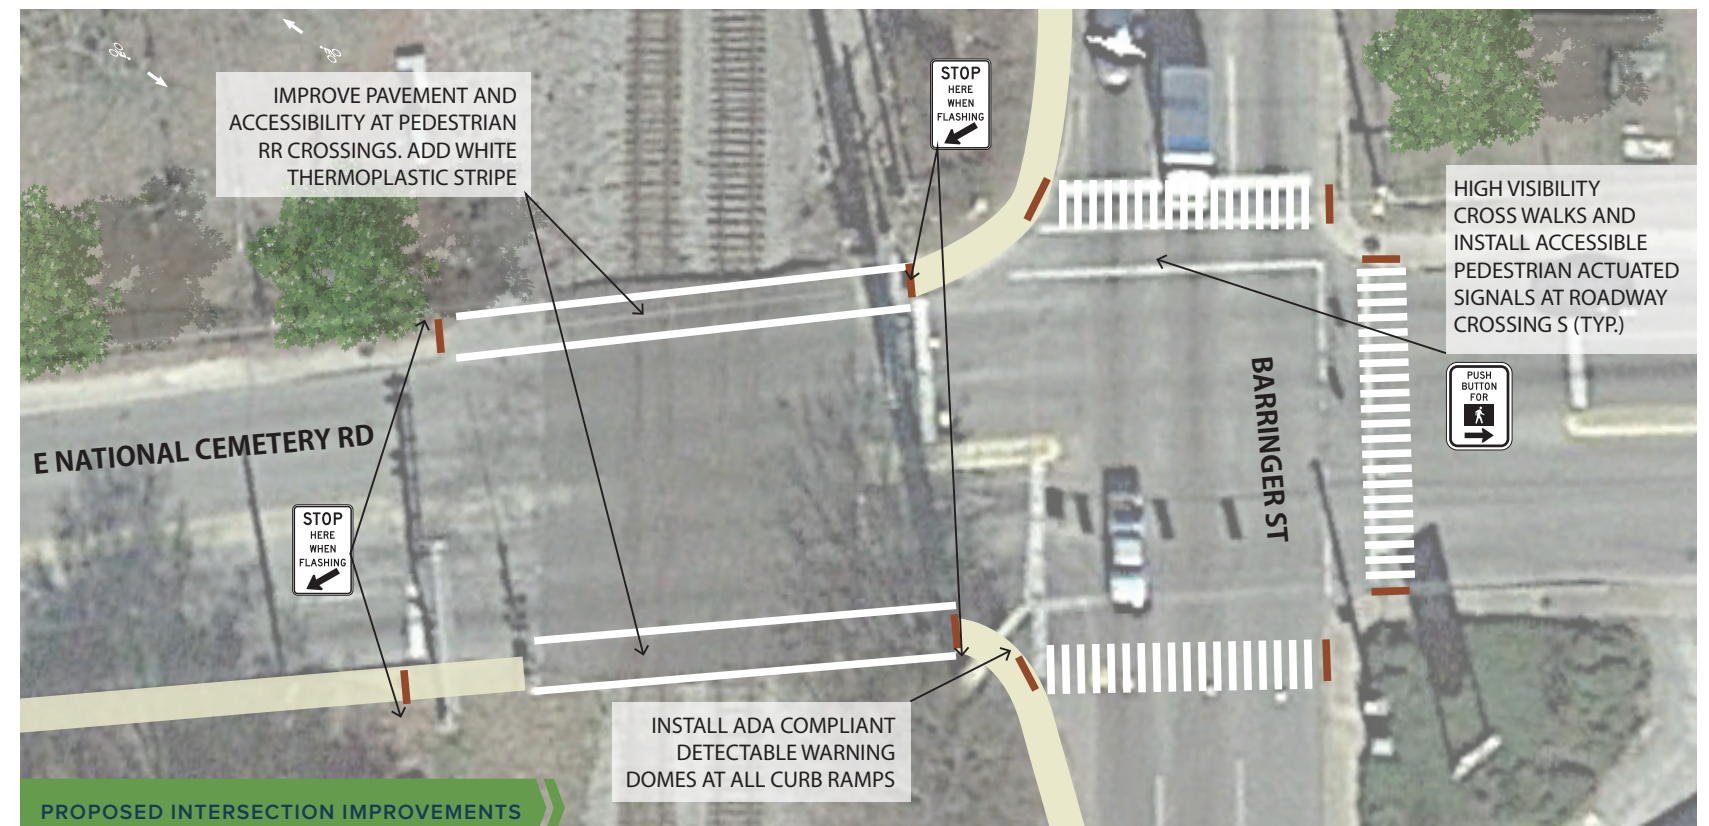 IMPROVE PAVEMENT AND
ACCESSIBILITY AT PEDESTRIAN
RR CROSSINGS. ADD WHITE
THERMOPLASTIC STRIPE
STOP
HERE
WHEN
FLASHING
HIGH VISIBILITY
CROSS WALKS AND
INSTALL ACCESSIBLE
PEDESTRIAN ACTUATED
SIGNALS AT ROADWAY
CROSSING S (TYP.)
PUSH
BUTTON
FOR
BARRINGER ST
E NATIONAL CEMETERY RD
STOP
HERE
WHEN
FLASHING
INSTALL ADA COMPLIANT
DETECTABLE WARNING
DOMES AT ALL CURB RAMPS
PROPOSED INTERSECTION IMPROVEMENTS